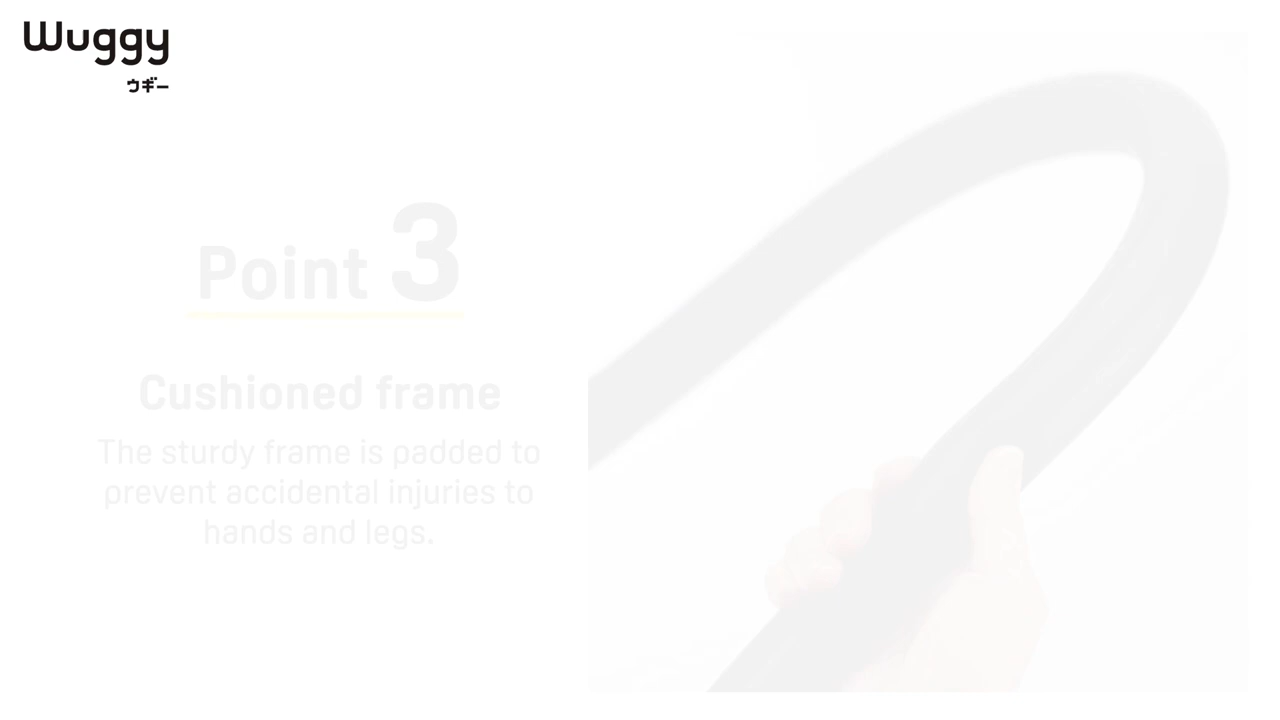 Wuggy
ウギー
Point 3
Cushioned frame
The sturdy frame is padded to
prevent accidental injuries to
hands and legs.